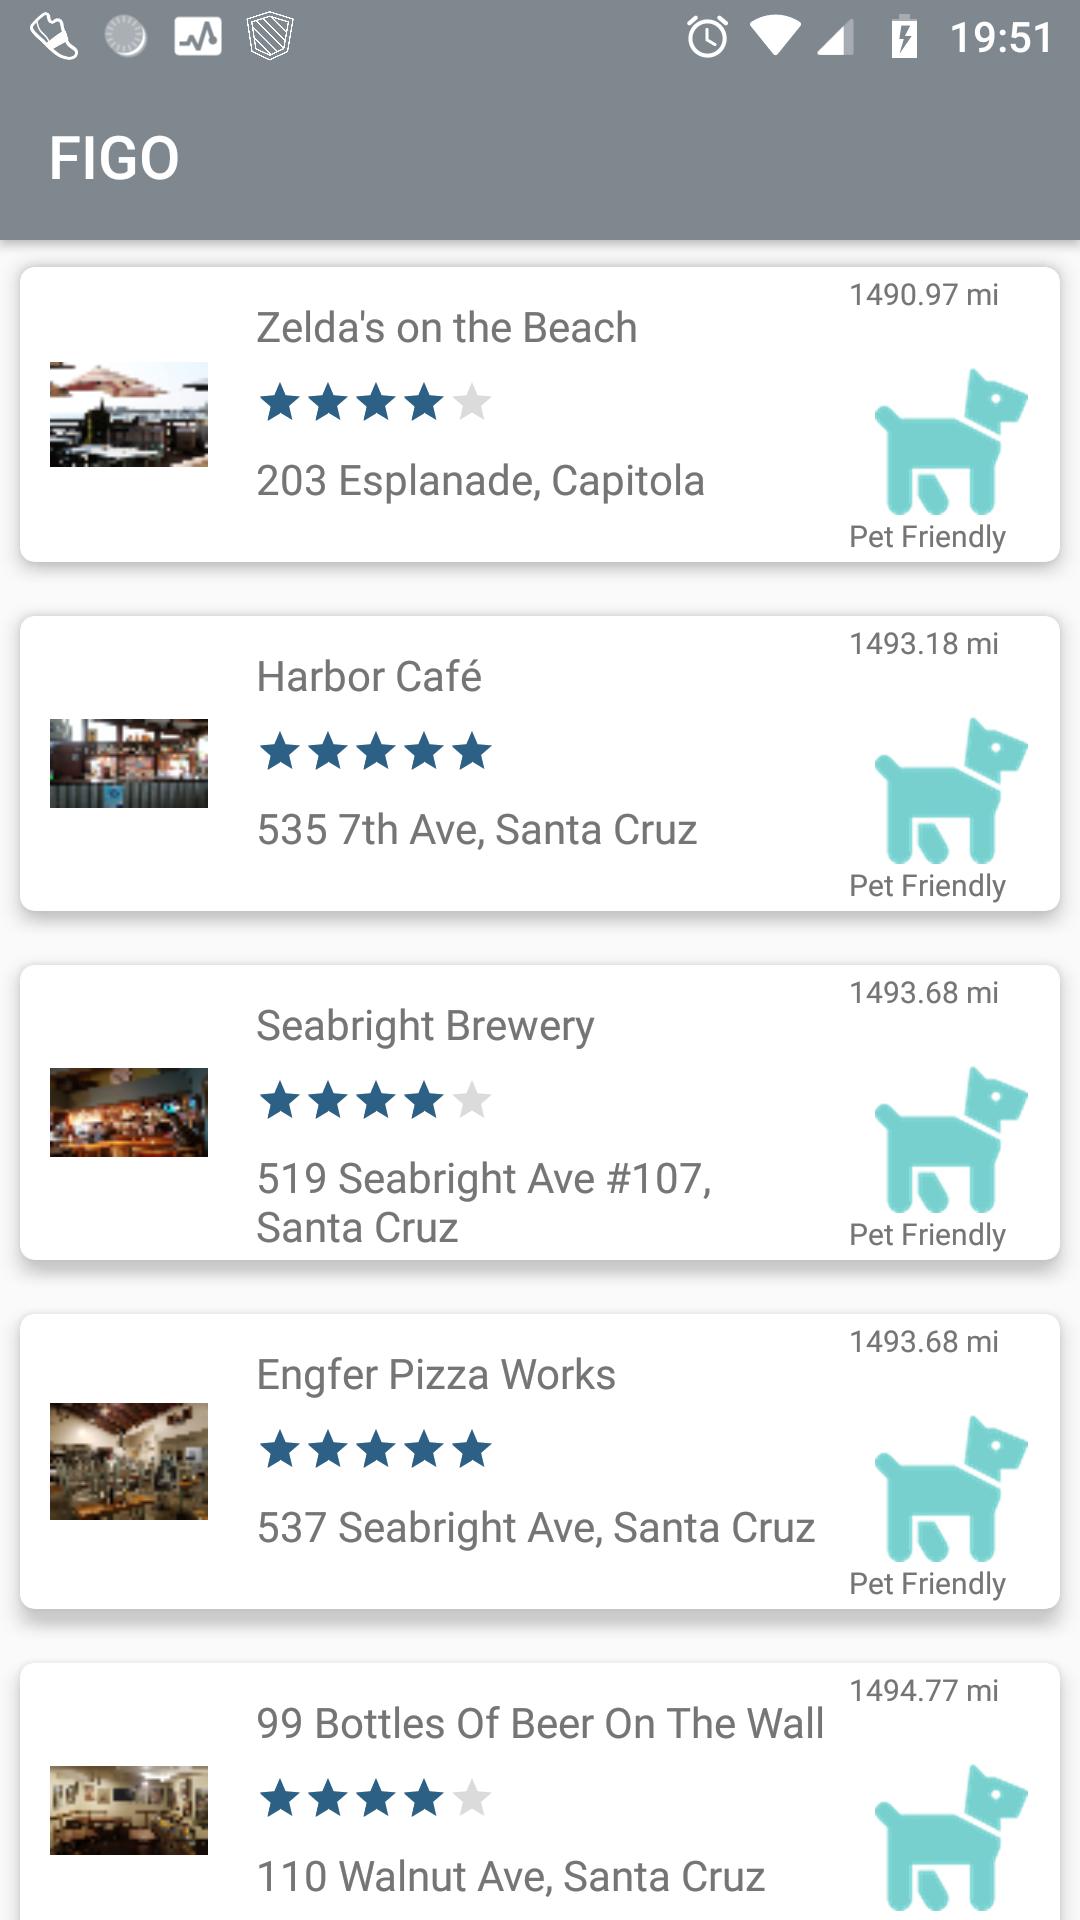 19:51
FIGO
1490.97 mi
Zelda's on the Beach
203 Esplanade, Capitola
Pet Friendly
1493.18 mi
Harbor Café
535 7th Ave, Santa Cruz
Pet Friendly
1493.68 mi
Seabright Brewery
519 Seabright Ave #107,
Santa Cruz
Pet Friendly
1493.68 mi
Engfer Pizza Works
537 Seabright Ave, Santa Cruz
Pet Friendly
1494.77 mi
99 Bottles Of Beer On The Wall
110 Walnut Ave, Santa Cruz